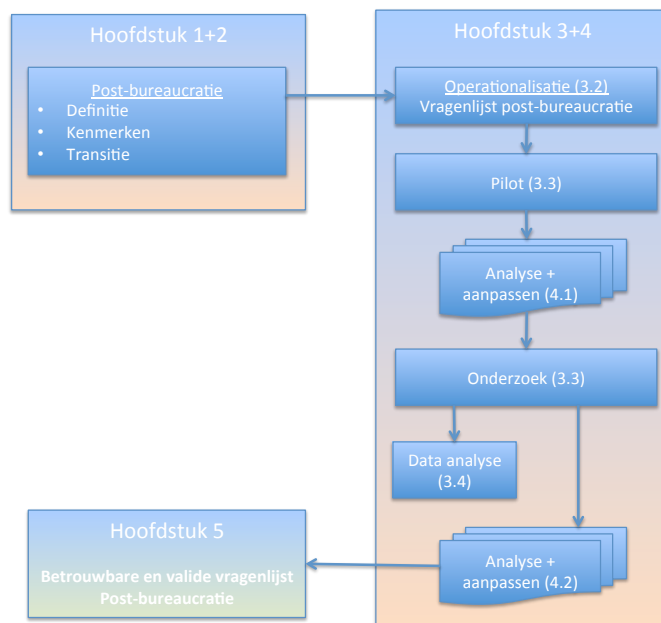 Hoofdstuk 1+2
Post-bureaucratie
• Definitie
• Kenmerken
• Transitie
Hoofdstuk 3+4
Operationalisatie (3.2)
Vragenlijst post-bureaucratie
Pilot (3.3)
Analyse +
aanpassen (4.1)
Onderzoek (3.3)
Data analyse
(3.4)
Analyse +
aanpassen (4.2)
Hoofdstuk 5
Betrouwbare en valide vragenlijst
Post-bureaucratie